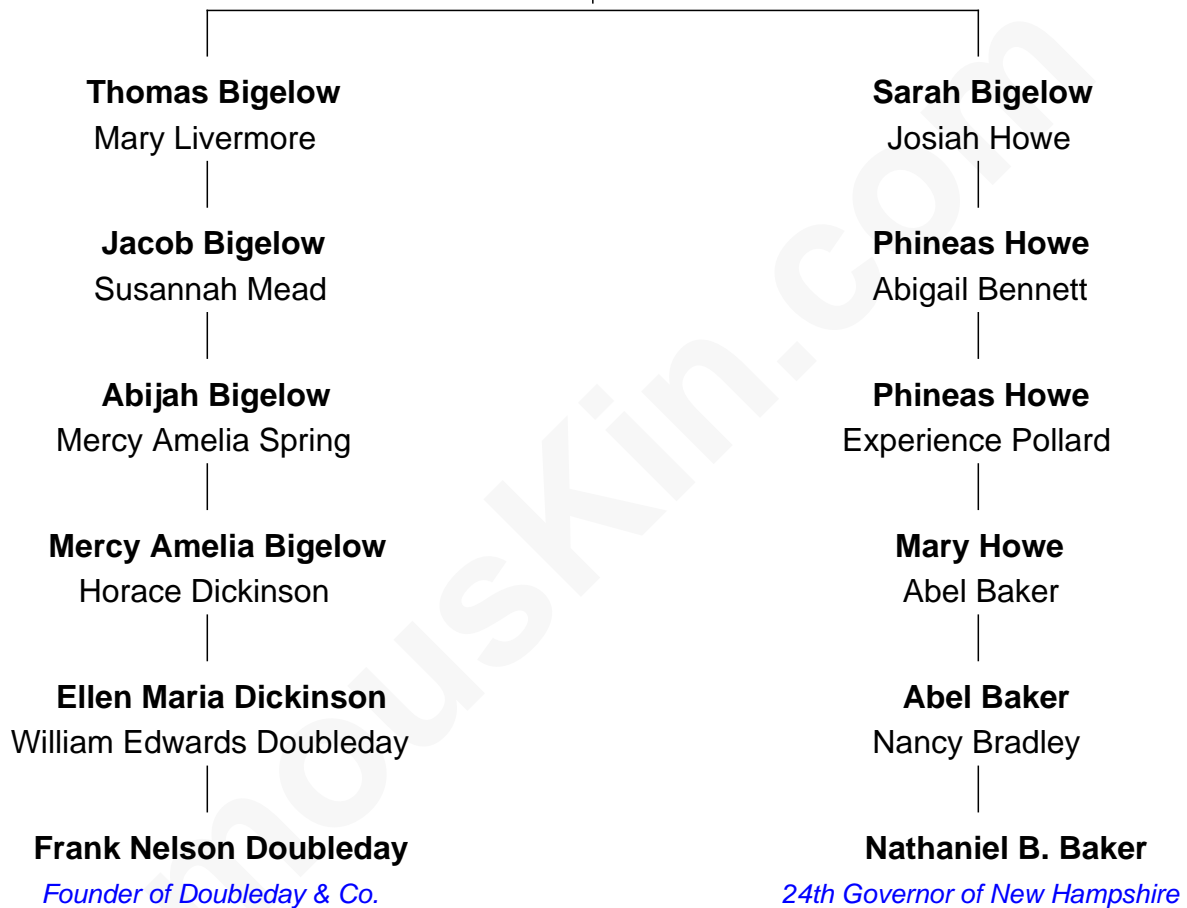 Thomas Bigelow
Mary Livermore
Sarah Bigelow
Josiah Howe
Jacob Bigelow
Susannah Mead
Phineas Howe
Abigail Bennett
Abijah Bigelow
Mercy Amelia Spring
Phineas Howe
Experience Pollard
Mercy Amelia Bigelow
Horace Dickinson
Mary Howe
Abel Baker
Ellen Maria Dickinson
William Edwards Doubleday
Abel Baker
Nancy Bradley
Frank Nelson Doubleday
Founder of Doubleday & Co.
Nathaniel B. Baker
24th Governor of New Hampshire
mousKin.com